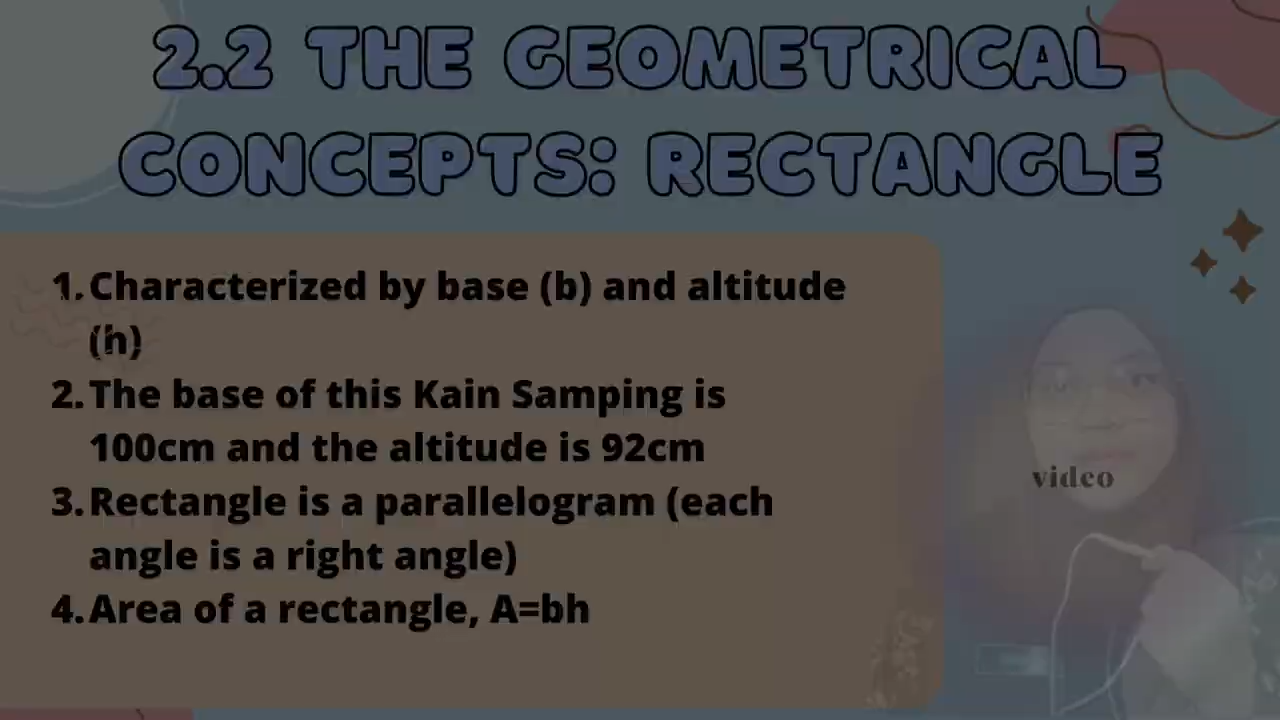 2.2 THE GEOMETRICAL
CONCEPTS: RECTANGLE
1. Characterized by base (b) and altitude
(h)
2. The base of this Kain Samping is
100cm and the altitude is 92cm
3. Rectangle is a parallelogram (each
angle is a right angle)
4. Area of a rectangle, A=bh
video